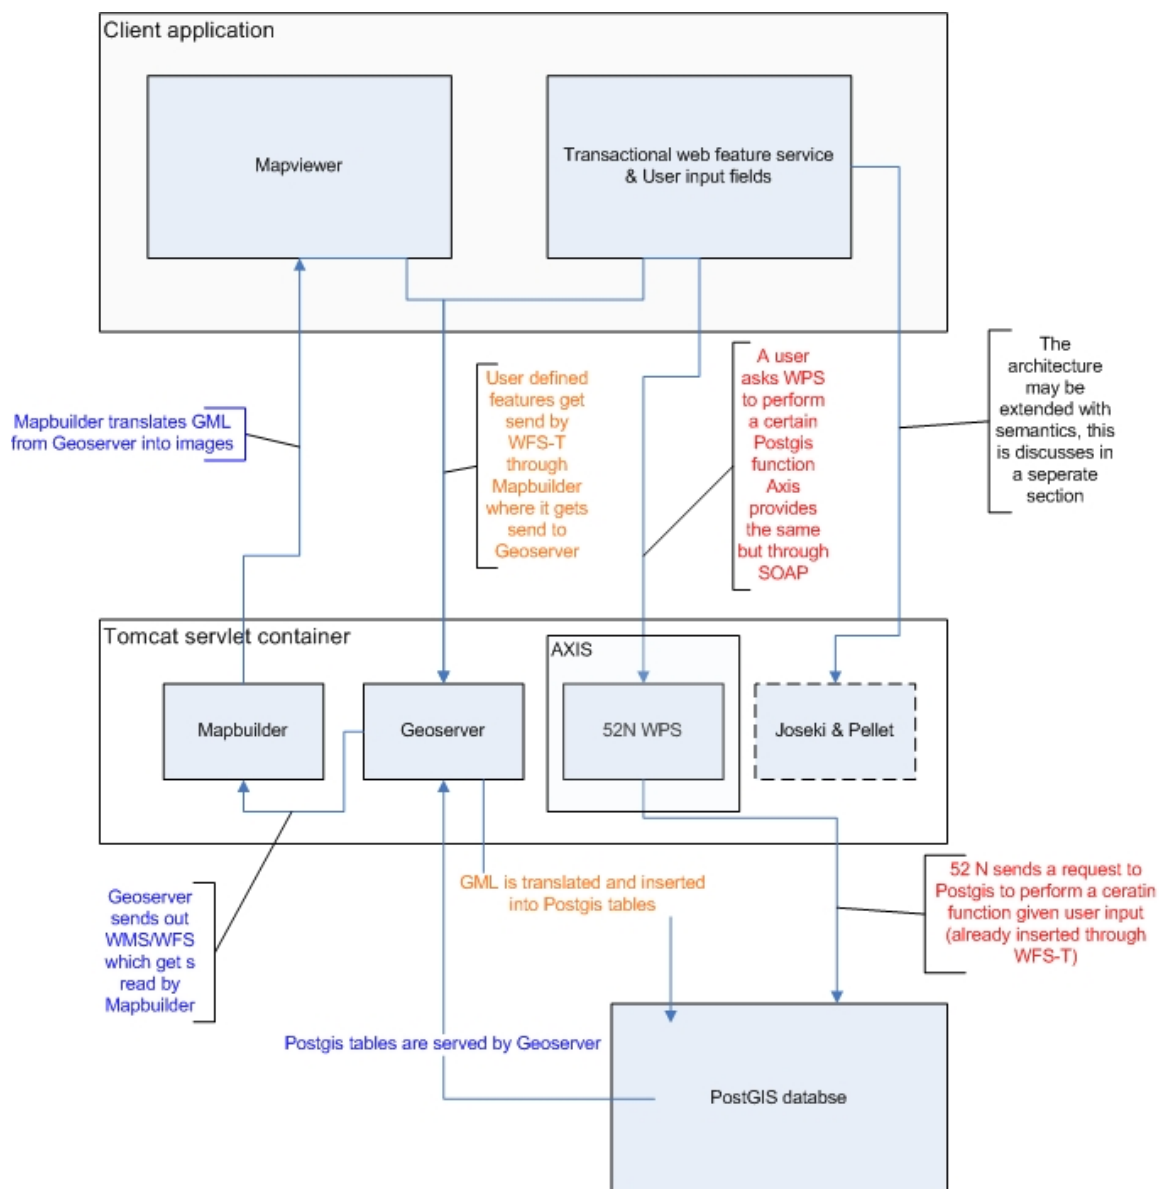 Client application
Mapviewer
Transactional web feature service
& User input fields
Mapbuilder translates GML
from Geoserver into images
User defined
features get
send by
WFS-T
through
Mapbuilder
where it gets
send to
Geoserver
A user
asks WPS
to perform
a certain
Postgis
function
Axis
provides
the same
but through
SOAP
The
architecture
may be
extended with
semantics, this
is discusses in
a seperate
section
Tomcat servlet container
AXIS
Mapbuilder
Geoserver
52N WPS
Joseki & Pellet
Geoserver
sends out
WMS/WFS
which get s
read by
Mapbuilder
GML is translated and inserted
into Postgis tables
52 N sends a request to
Postgis to perform a ceratin
function given user input
(already inserted through
WFS-T)
Postgis tables are served by Geoserver
PostGIS databse